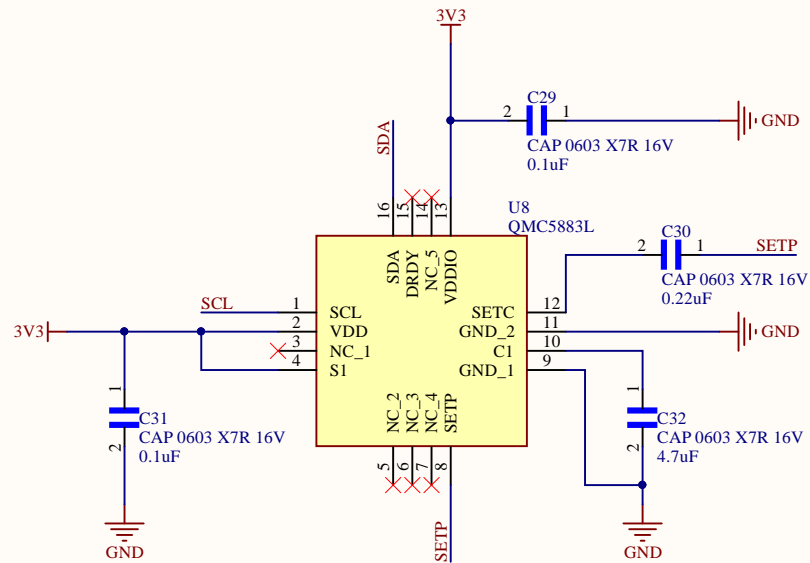 3V3
C29
2
1
GND
CAP 0603 X7R 16V
0.1uF
SDA
16
15
14
13
U8
QMC5883L
SDA
DRDY
NC_5
VDDIO
C30
2
1
SETP
CAP 0603 X7R 16V
0.22uF
SCL
1
SCL
SETC
12
3V3
2
VDD
GND_2
11
GND
3
NC_1
C1
10
4
S1
GND_1
9
NC_2
NC_3
NC_4
SETP
5
6
7
8
SETP
1
C31
CAP 0603 X7R 16V
0.1uF
2
GND
1
C32
CAP 0603 X7R 16V
4.7uF
2
GND